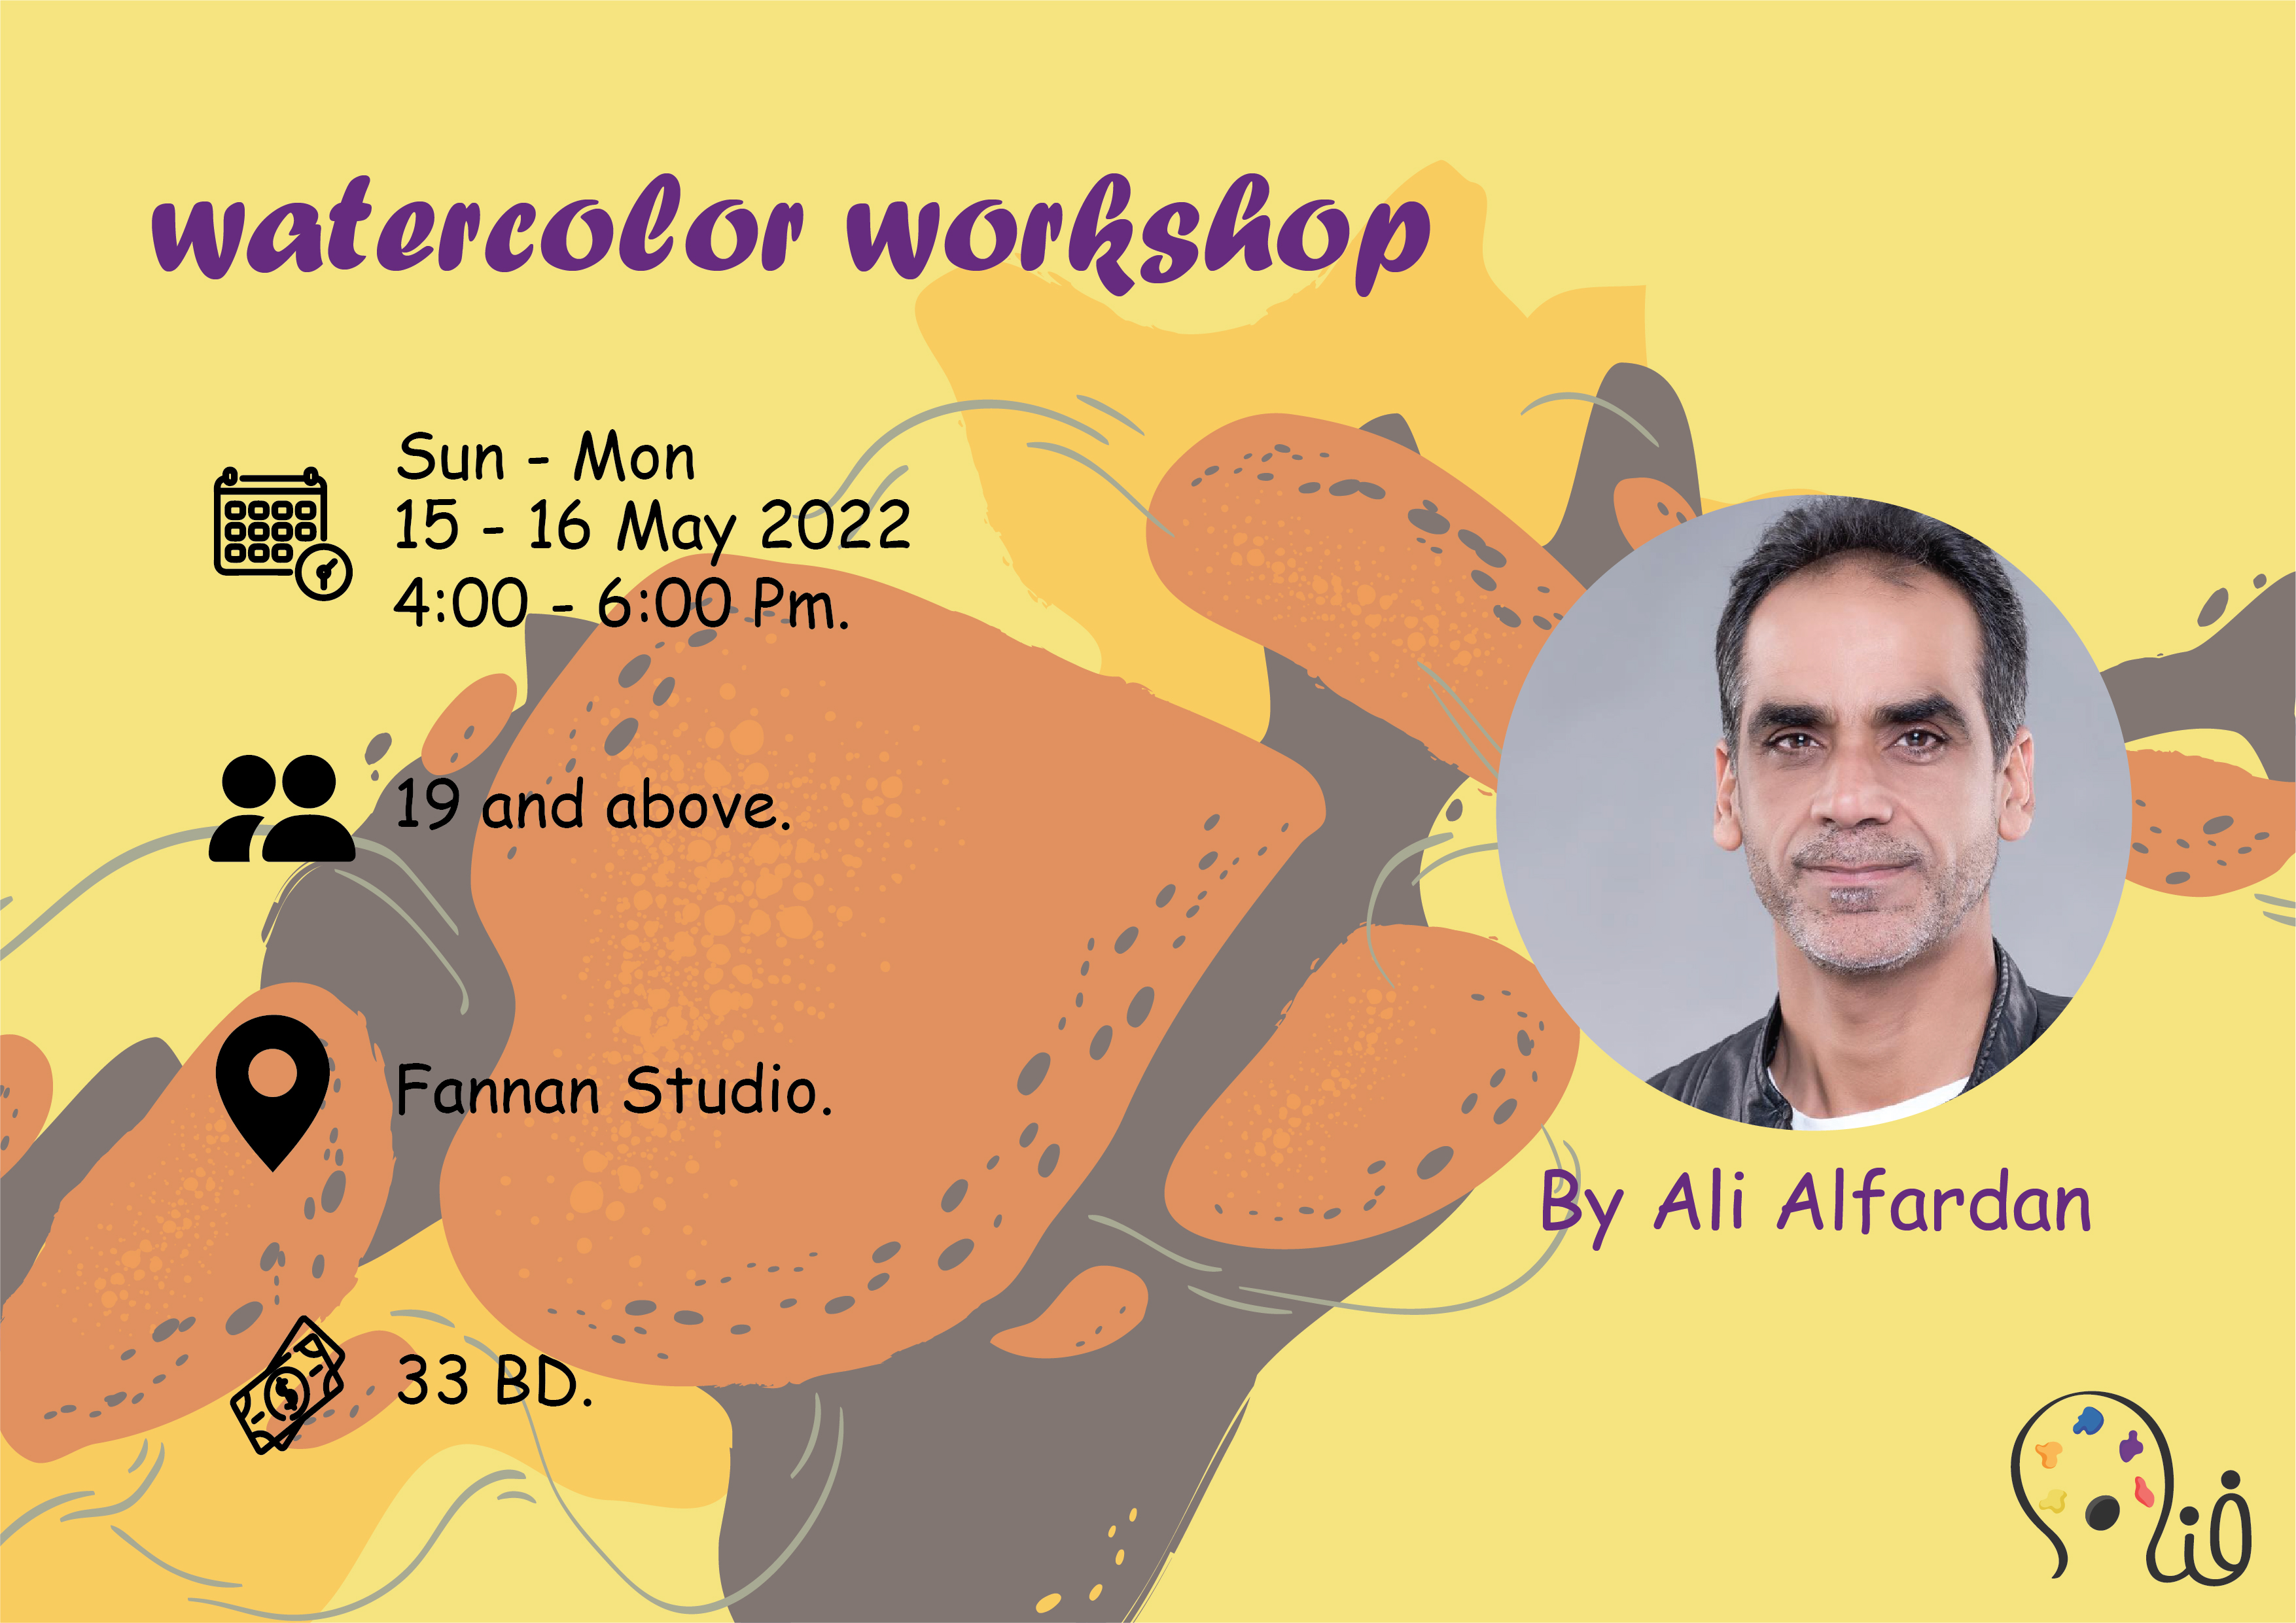 watercolor workshop
Sun - Mon
15 - 16 May 2022
4:00 - 6:00 Pm.
19 and above.
Fannan Studio.
33 BD.
By Ali Alfardan
فنان